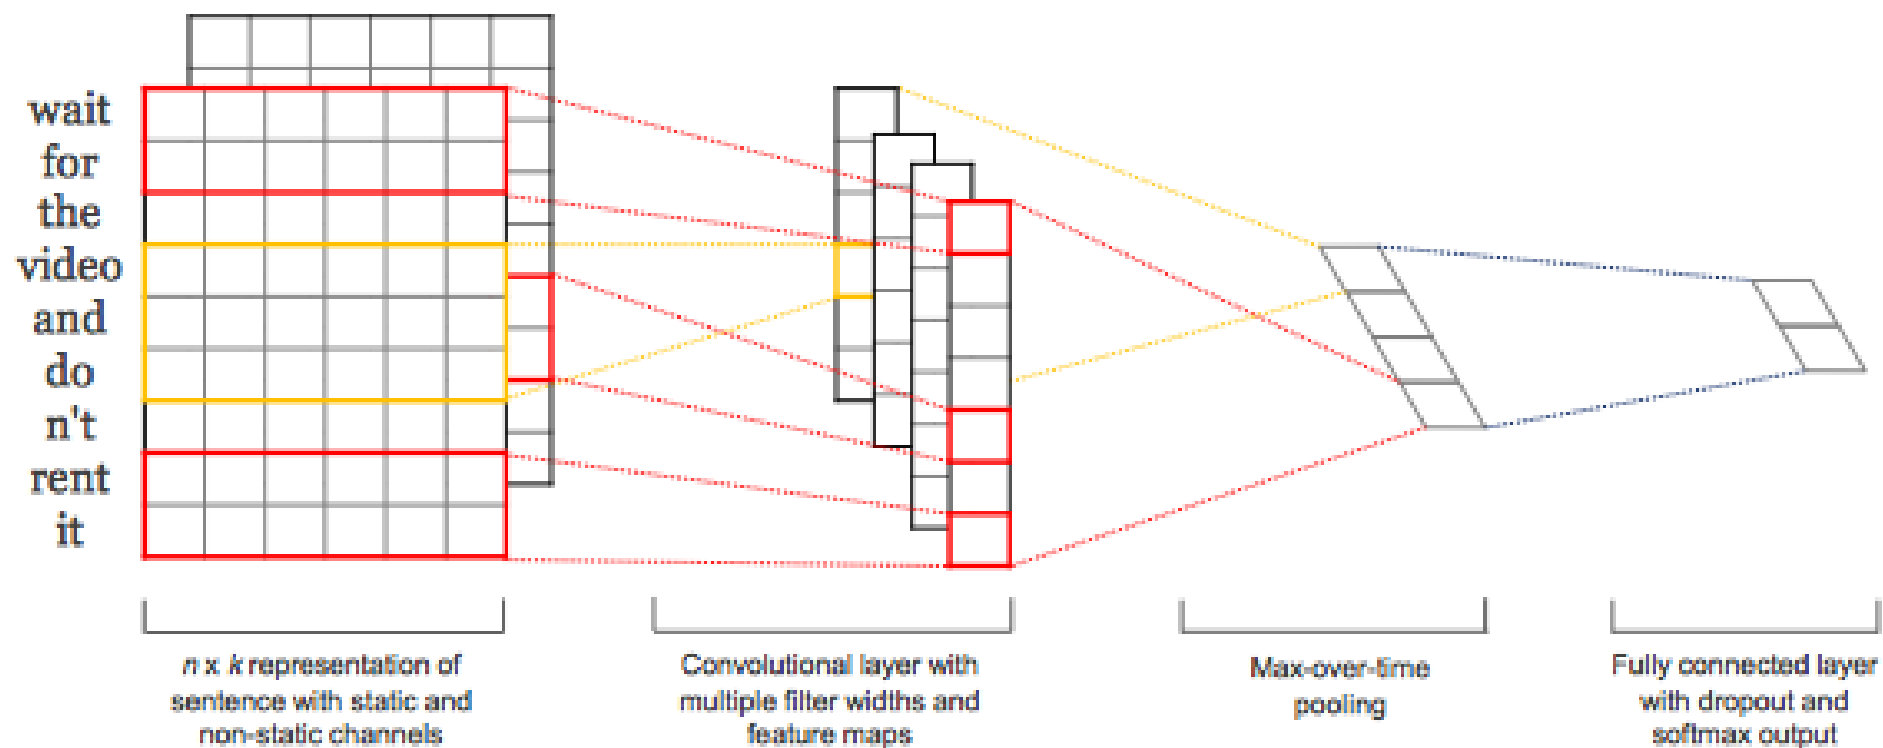 wait
for
the
video
and
do
n't
rent
it
n x k representation of
sentence with static and
non-static channels
Convolutional layer with
multiple filter widths and
feature maps
Max-over-time
pooling
Fully connected layer
with dropout and
softmax output